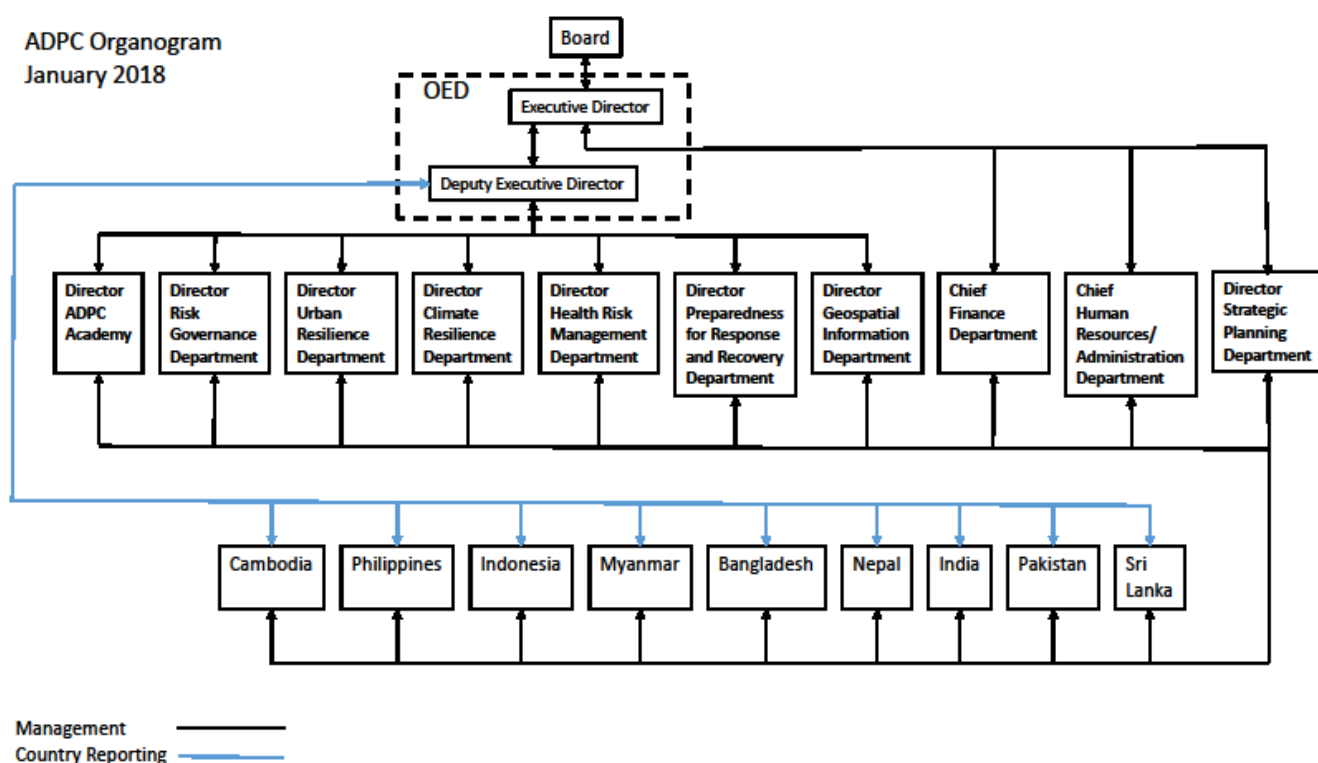 ADPC Organogram
January 2018
Board
OED
Executive Director
Deputy Executive Director
Director
ADPC
Academy
Director
Risk
Governance
Department
Director
Urban
Resilience
Department
Director
Climate
Resilience
Department
Director
Health Risk
Management
Department
Director
Preparedness
for Response
and Recovery
Department
Director
Geospatial
Information
Department
Chief
Finance
Department
Chief
Human
Resources/
Administration
Department
Director
Strategic
Planning
Department
Cambodia
Philippines
Indonesia
Myanmar
Bangladesh
Nepal
India
Pakistan
Sri
Lanka
Management
Country Reporting